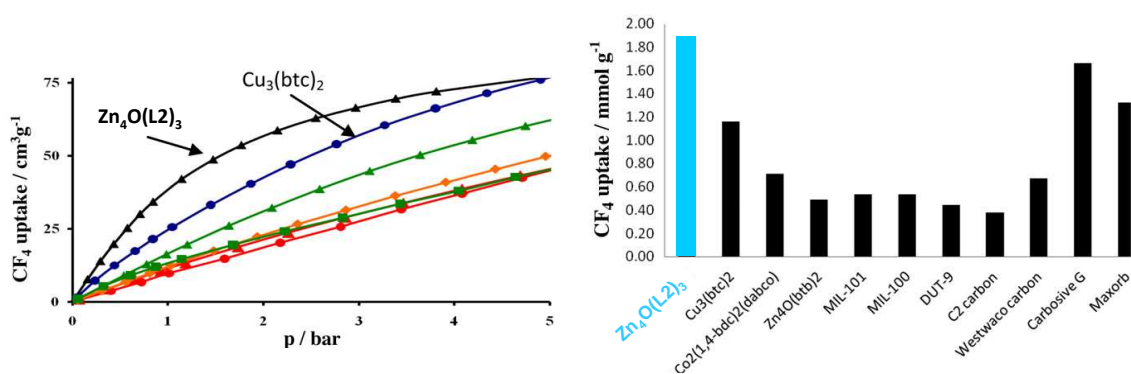 CF₄ uptake / cm³g⁻¹
75
50
25
0
Cu₃(btc)₂
Zn₄O(L2)₃
0
1
2
3
4
5
p / bar
CF₄ uptake / mmol g⁻¹
2.00
1.80
1.60
1.40
1.20
1.00
0.80
0.60
0.40
0.20
0.00
Zn₄O(L2)₃
Cu3(btc)2
Co2(1,4-bdc)2(dabco)
Zn4O(btb)2
MIL-101
MIL-100
DUT-9
C2 carbon
Westwaco carbon
Carbosive G
Maxorb